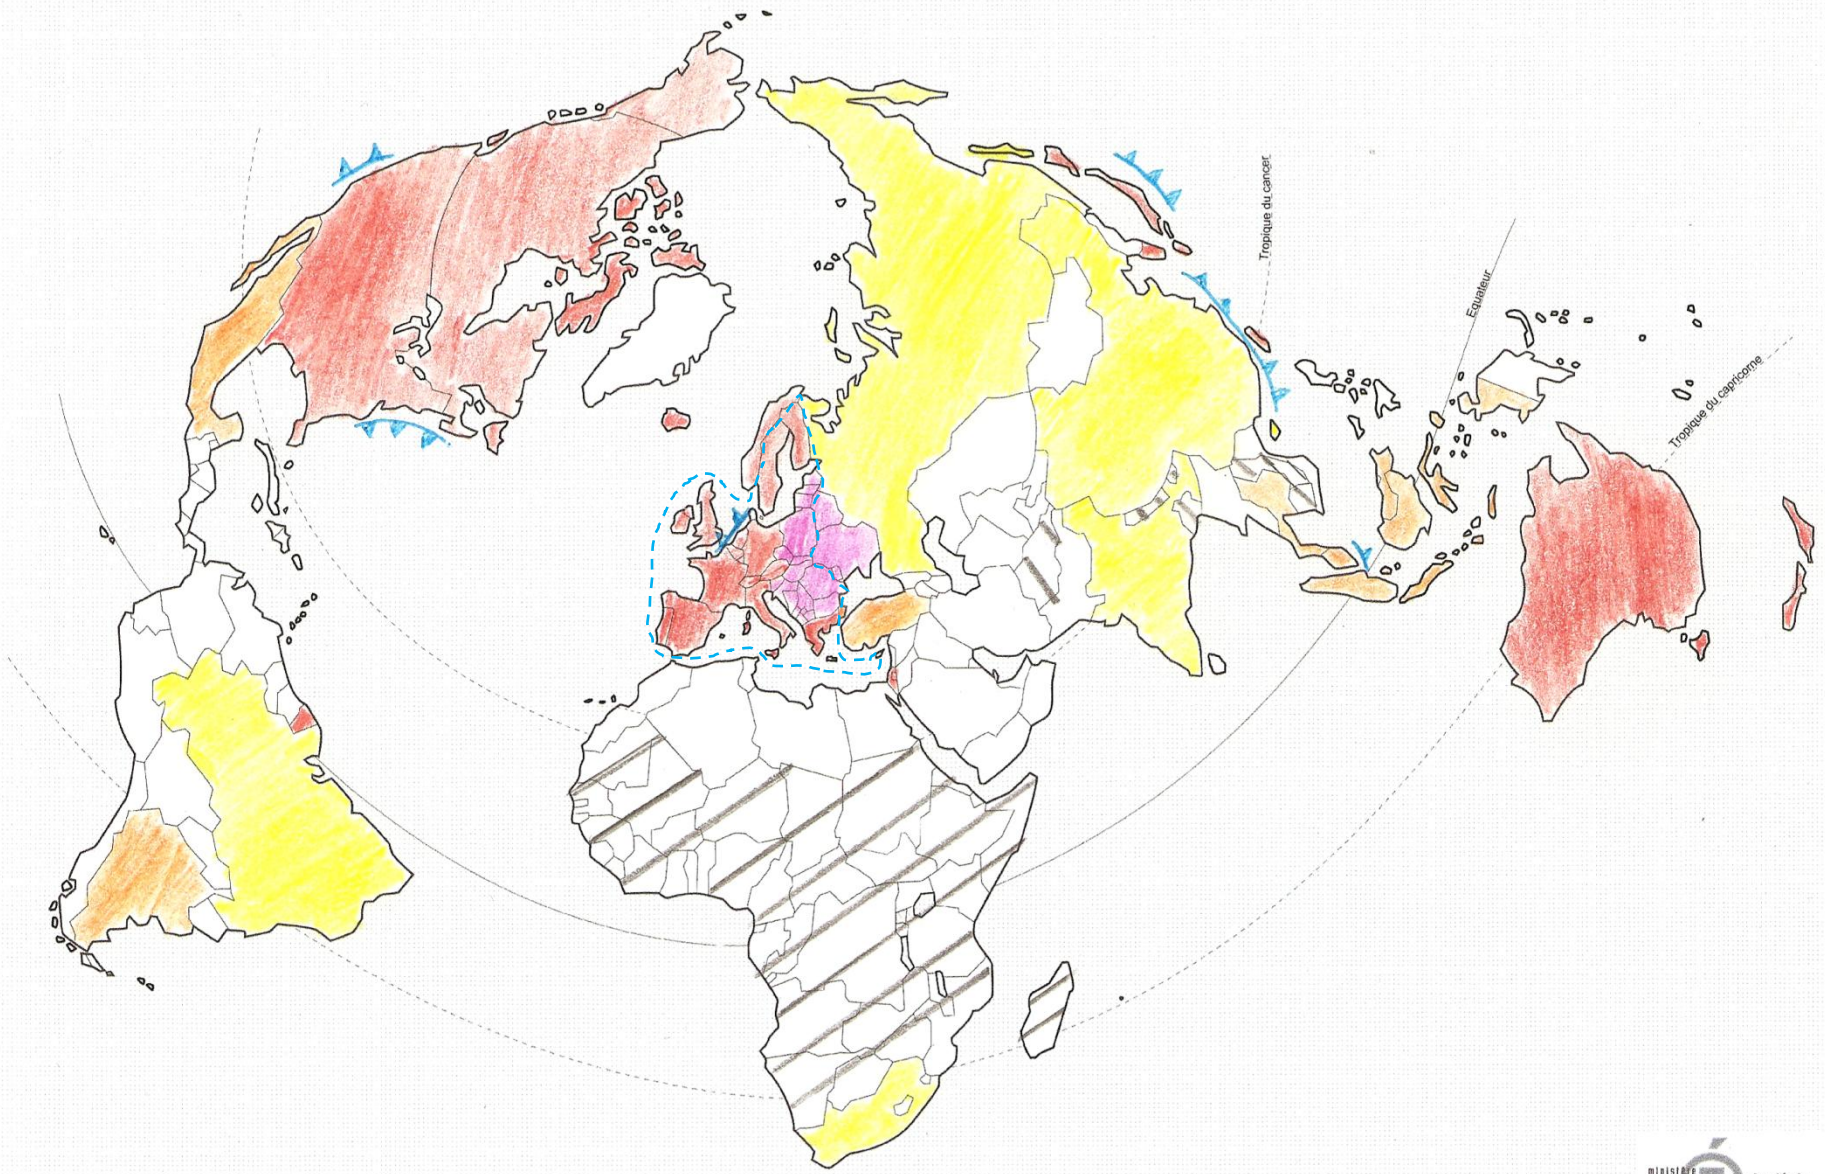 Tropique du cancer
Equateur
Tropique du capricorne
ministère